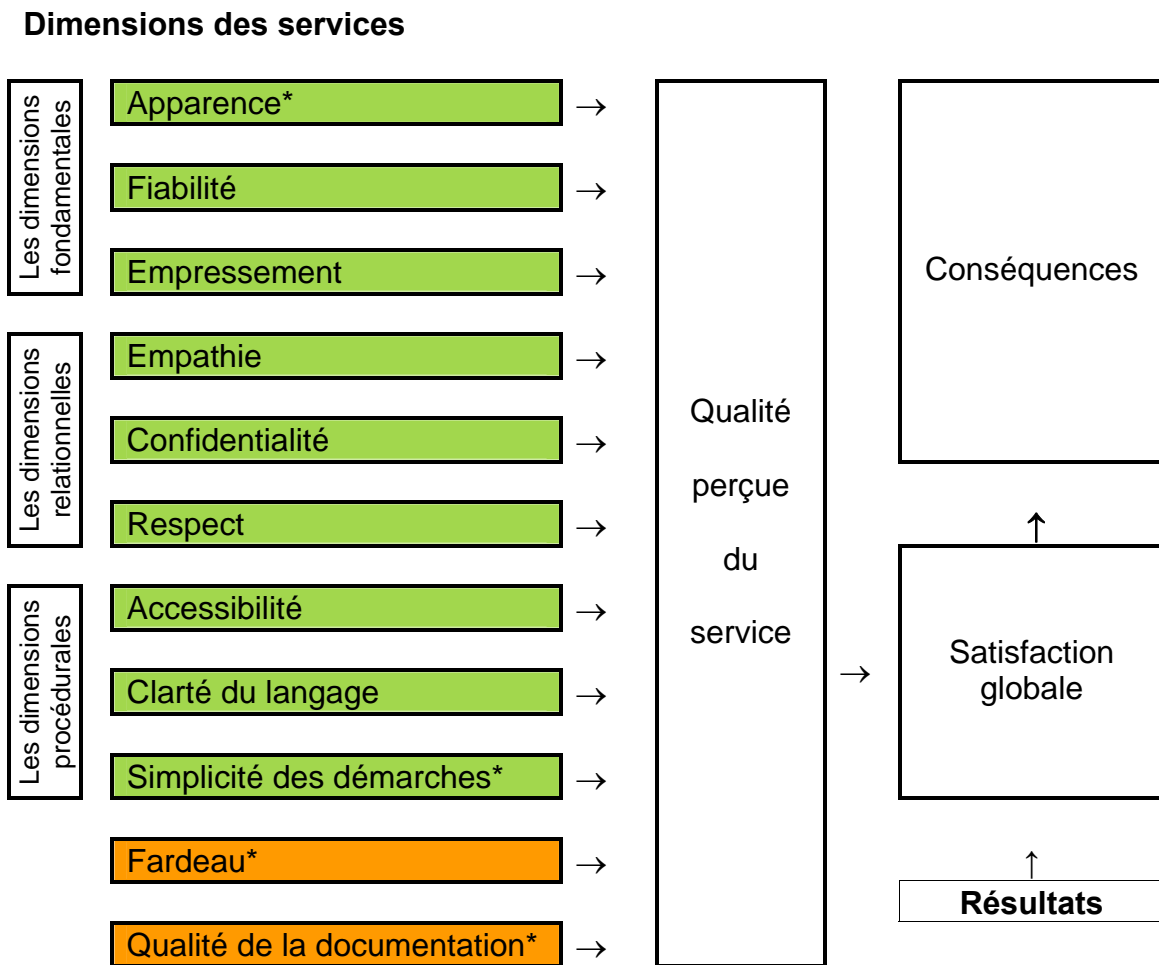 Dimensions des services
Les dimensions
fondamentales
Apparence* →
Fiabilité →
Empressement →
Les dimensions
relationnelles
Empathie →
Confidentialité →
Respect →
Les dimensions
procédurales
Accessibilité →
Clarté du langage →
Simplicité des démarches* →
Fardeau* →
Qualité de la documentation* →
Qualité
perçue
du
service
→
Conséquences
↑
Satisfaction
globale
↑
Résultats